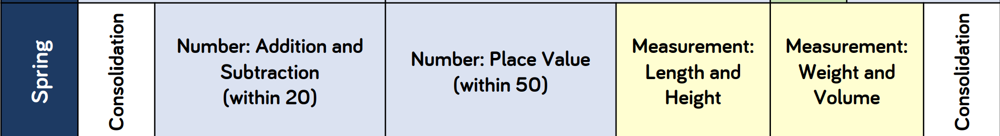 Spring
Consolidation
Number: Addition and
Subtraction
(within 20)
Number: Place Value
(within 50)
Measurement:
Length and
Height
Measurement:
Weight and
Volume
Consolidation